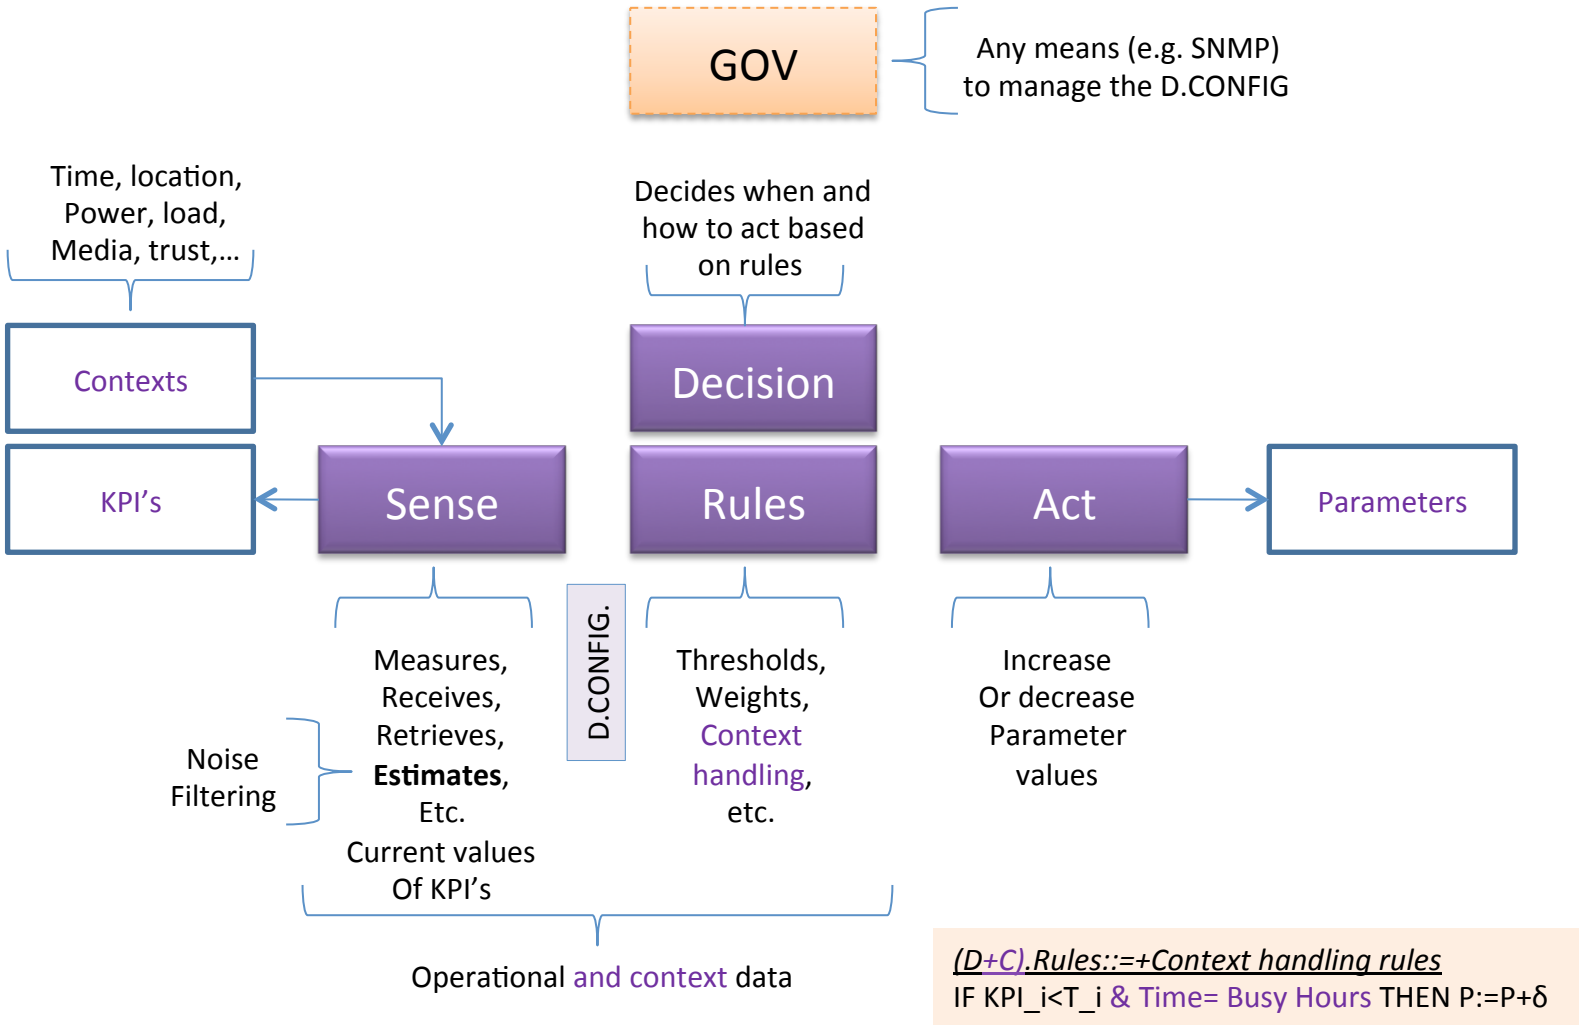 GOV
Any means (e.g. SNMP)
to manage the D.CONFIG
Time, location,
Power, load,
Media, trust,...
Decides when and
how to act based
on rules
Contexts
Decision
KPI's
Sense
Rules
Act
Parameters
D.CONFIG.
Measures,
Receives,
Retrieves,
Estimates,
Etc.
Current values
Of KPI's
Noise
Filtering
Thresholds,
Weights,
Context
handling,
etc.
Increase
Or decrease
Parameter
values
Operational and context data
(D+C).Rules::=+Context handling rules
IF KPI_i<T_i & Time= Busy Hours THEN P:=P+δ